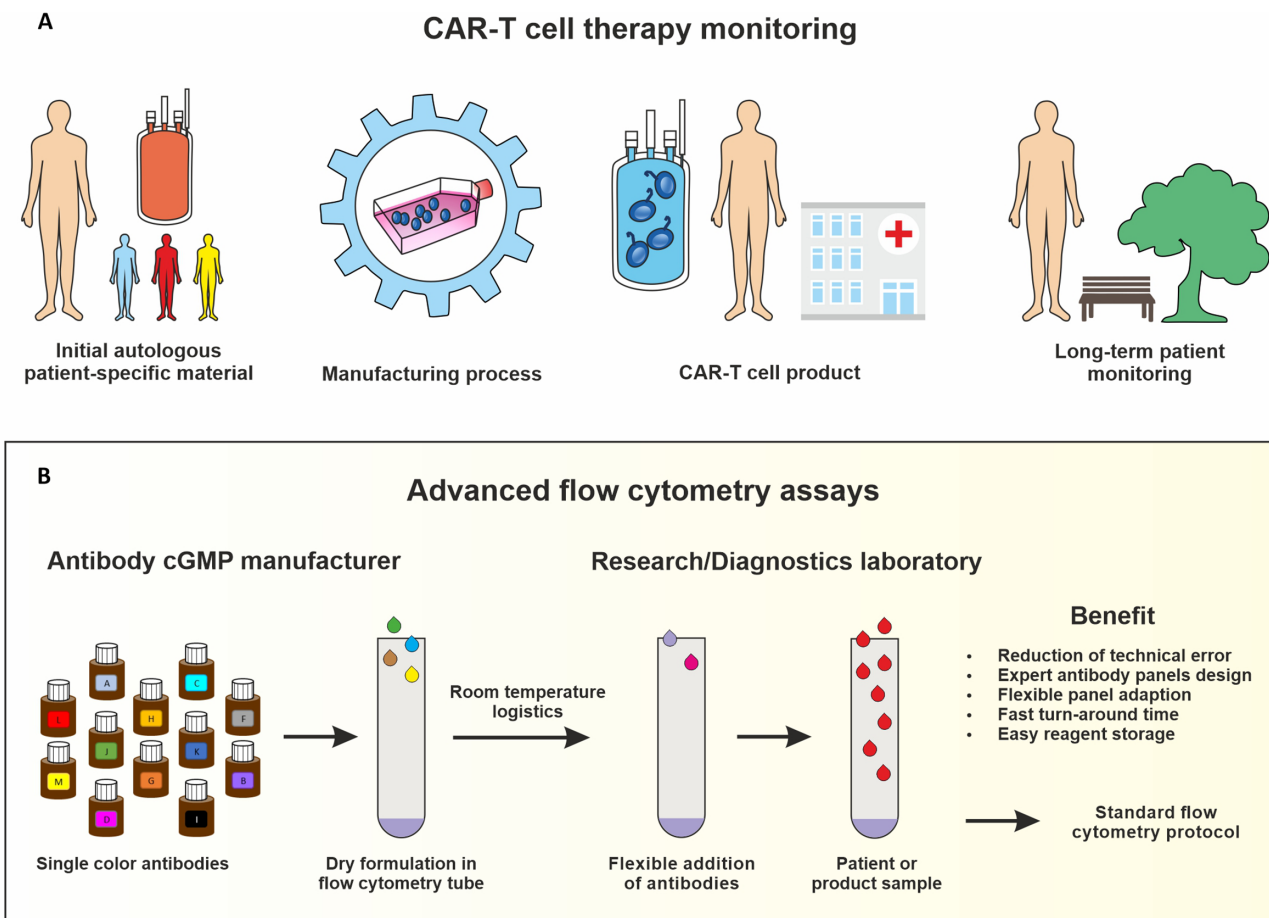 A
CAR-T cell therapy monitoring
Initial autologous
patient-specific material
Manufacturing process
CAR-T cell product
Long-term patient
monitoring
B
Advanced flow cytometry assays
Antibody cGMP manufacturer
Research/Diagnostics laboratory
A
C
L
H
F
J
K
M
G
B
D
I
Single color antibodies
Dry formulation in
flow cytometry tube
Room temperature
logistics
Flexible addition
of antibodies
Patient or
product sample
Benefit
• Reduction of technical error
• Expert antibody panels design
• Flexible panel adaption
• Fast turn-around time
• Easy reagent storage
Standard flow
cytometry protocol